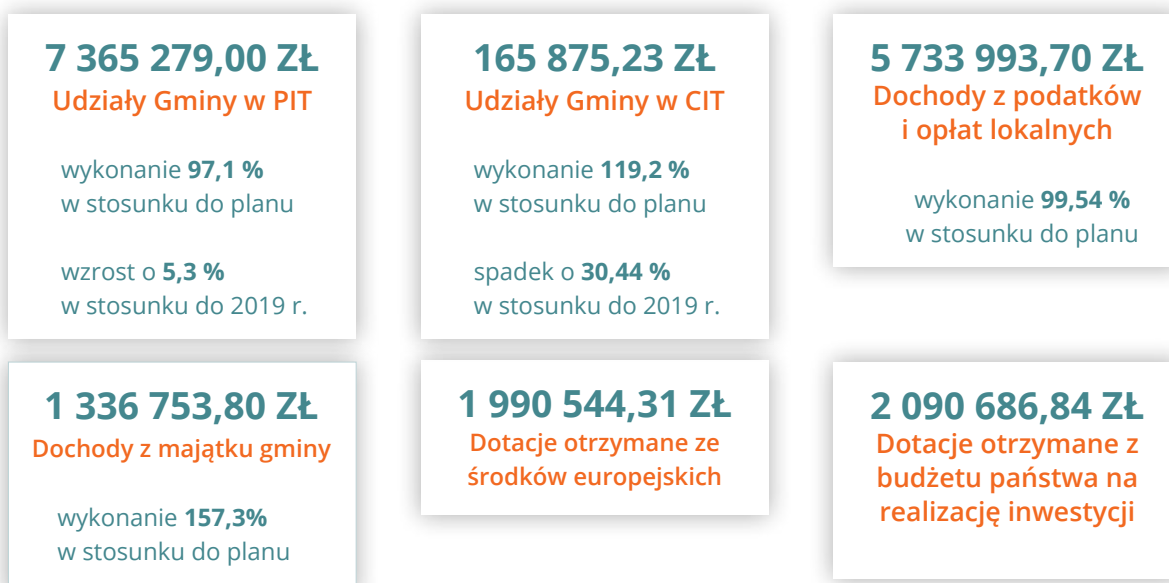 7 365 279,00 ZŁ
Udziały Gminy w PIT
wykonanie 97,1 %
w stosunku do planu
wzrost o 5,3 %
w stosunku do 2019 r.
165 875,23 ZŁ
Udziały Gminy w CIT
wykonanie 119,2 %
w stosunku do planu
spadek o 30,44 %
w stosunku do 2019 r.
5 733 993,70 ZŁ
Dochody z podatków
i opłat lokalnych
wykonanie 99,54 %
w stosunku do planu
1 336 753,80 ZŁ
Dochody z majątku gminy
wykonanie 157,3%
w stosunku do planu
1 990 544,31 ZŁ
Dotacje otrzymane ze
środków europejskich
2 090 686,84 ZŁ
Dotacje otrzymane z
budżetu państwa na
realizację inwestycji